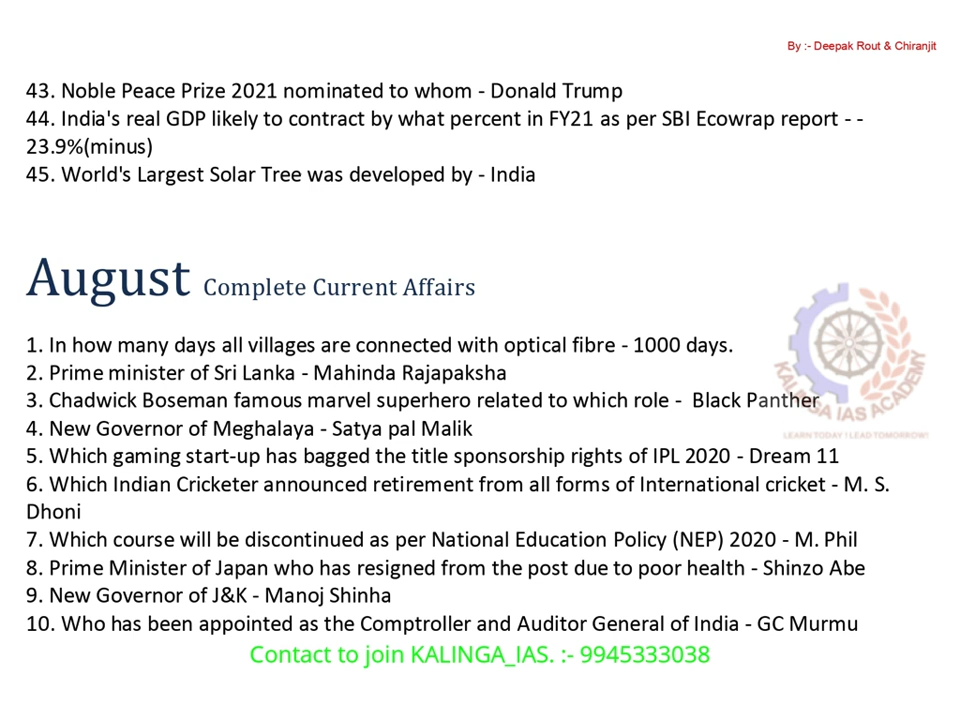 By :- Deepak Rout & Chiranjit
43. Noble Peace Prize 2021 nominated to whom - Donald Trump
44. India's real GDP likely to contract by what percent in FY21 as per SBI Ecowrap report - -
23.9%(minus)
45. World's Largest Solar Tree was developed by - India
August Complete Current Affairs
1. In how many days all villages are connected with optical fibre - 1000 days.
2. Prime minister of Sri Lanka - Mahinda Rajapaksha
3. Chadwick Boseman famous marvel superhero related to which role -  Black Panther
4. New Governor of Meghalaya - Satya pal Malik
5. Which gaming start-up has bagged the title sponsorship rights of IPL 2020 - Dream 11
6. Which Indian Cricketer announced retirement from all forms of International cricket - M. S.
Dhoni
7. Which course will be discontinued as per National Education Policy (NEP) 2020 - M. Phil
8. Prime Minister of Japan who has resigned from the post due to poor health - Shinzo Abe
9. New Governor of J&K - Manoj Shinha
10. Who has been appointed as the Comptroller and Auditor General of India - GC Murmu
KALINGA IAS ACADEMY
LEARN TODAY ! LEAD TOMORROW!
Contact to join KALINGA_IAS. :- 9945333038